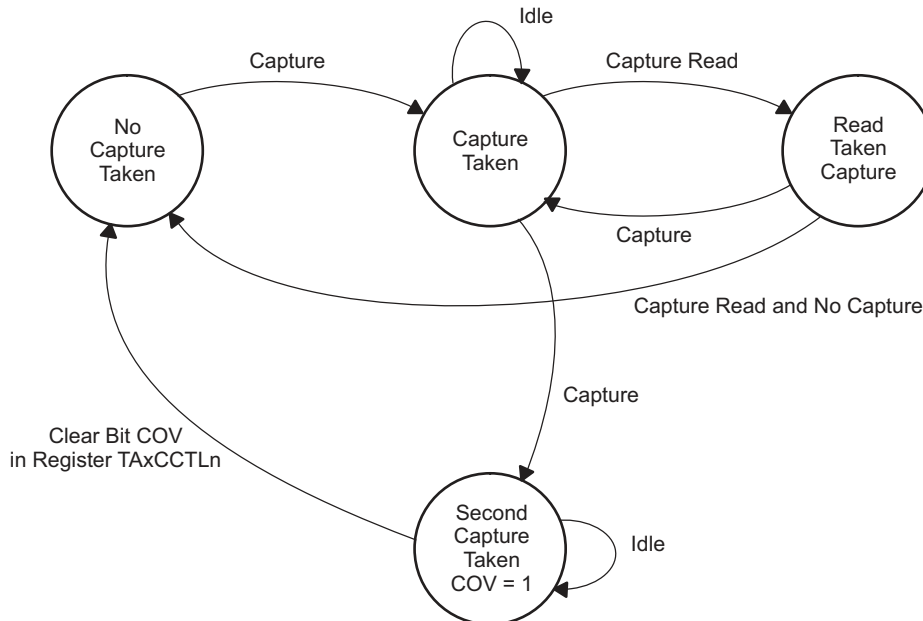 Idle
Capture
Capture Read
No
Capture
Taken
Capture
Taken
Read
Taken
Capture
Capture
Capture Read and No Capture
Capture
Clear Bit COV
in Register TAxCCTLn
Second
Capture
Taken
COV = 1
Idle